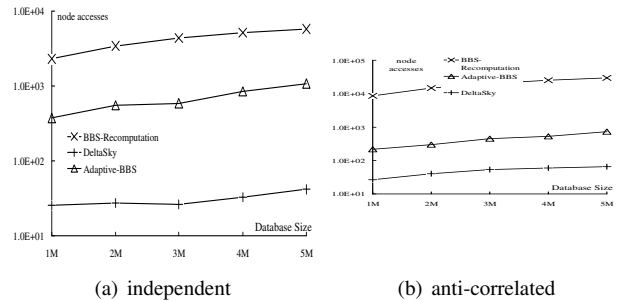 node accesses
1.0E+04
1.0E+03
1.0E+02
1.0E+01
BBS-Recomputation
DeltaSky
Adaptive-BBS
Database Size
1M 2M 3M 4M 5M
(a) independent
node
accesses
1.0E+05
1.0E+04
1.0E+03
1.0E+02
1.0E+01
BBS-
Recomputation
Adaptive-BBS
DeltaSky
Database Size
1M 2M 3M 4M 5M
(b) anti-correlated